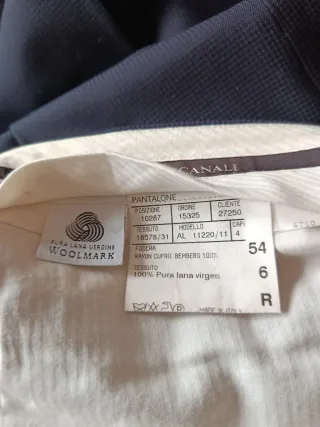 CANALI
PURA LANA VERGINE
WOOLMARK
PANTALONE
POSIZIONE ORDINE CLIENTE
10287 15325 27250
TESSUTO MODELLO CAPI
18578/31 AL 11220/11 4
FODERA
RAYON CUPRO BEMBERG 100%
54
TESSUTO
100% Pura lana vergine
6
R
MADE IN ITALY